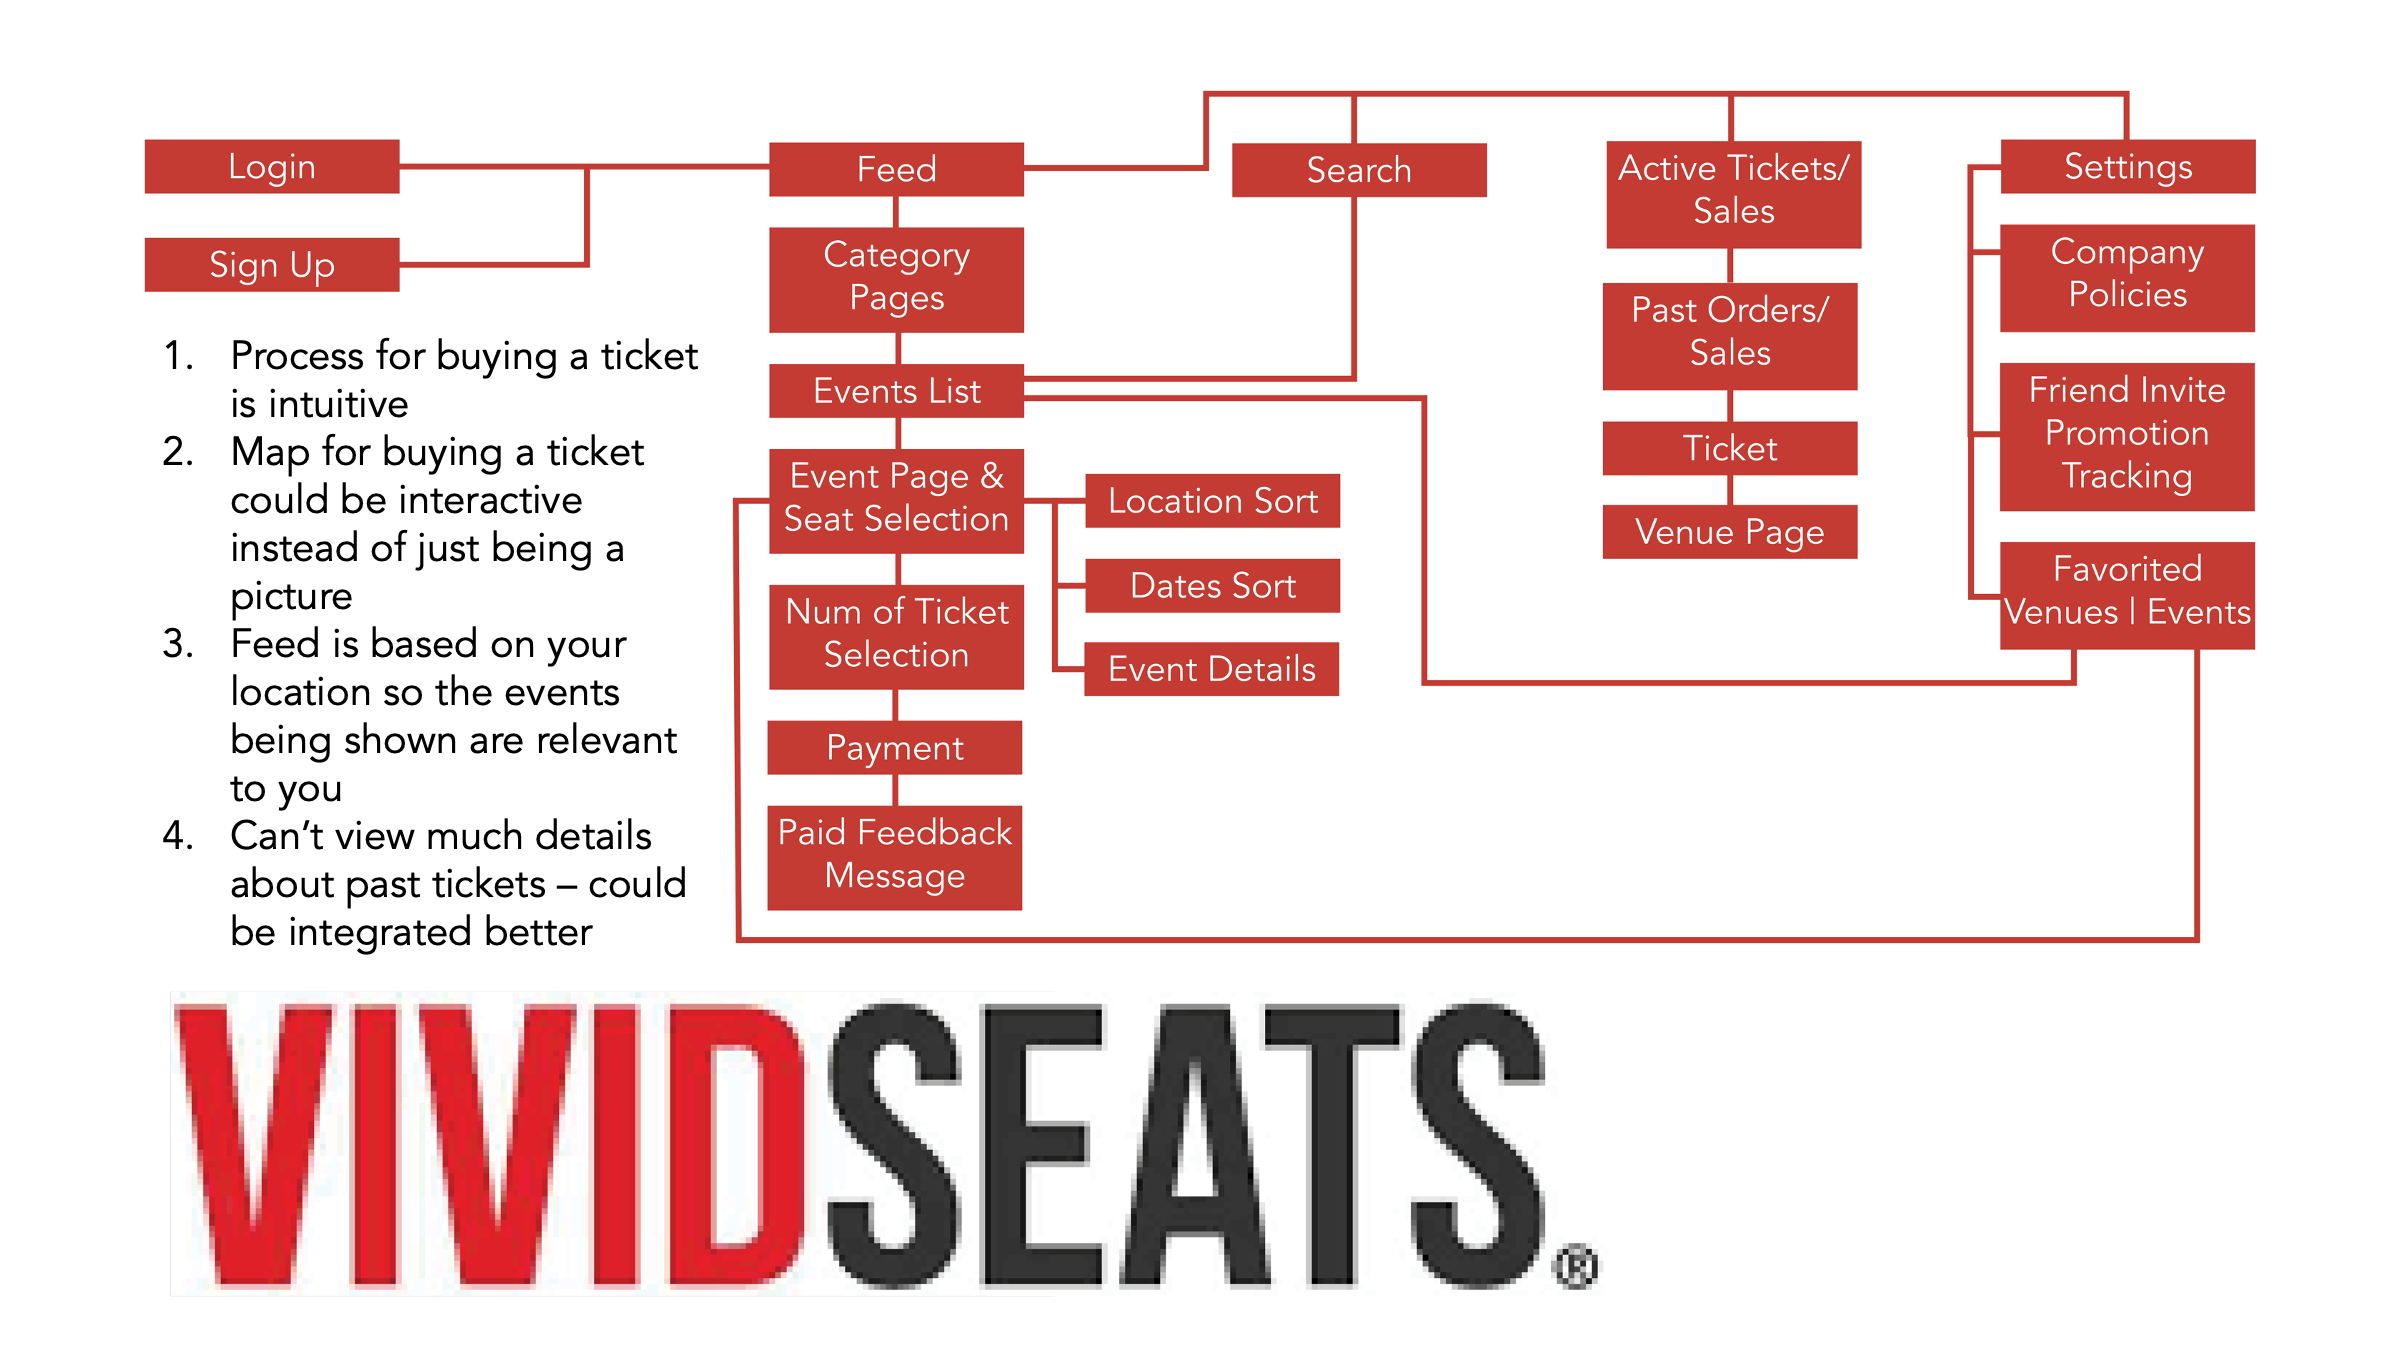 Login
Sign Up
1. Process for buying a ticket
is intuitive
2. Map for buying a ticket
could be interactive
instead of just being a
picture
3. Feed is based on your
location so the events
being shown are relevant
to you
4. Can’t view much details
about past tickets – could
be integrated better
Feed
Category
Pages
Events List
Event Page &
Seat Selection
Num of Ticket
Selection
Payment
Paid Feedback
Message
Location Sort
Dates Sort
Event Details
Search
Active Tickets/
Sales
Past Orders/
Sales
Ticket
Venue Page
Settings
Company
Policies
Friend Invite
Promotion
Tracking
Favorited
Venues | Events
VIVIDSEATS®